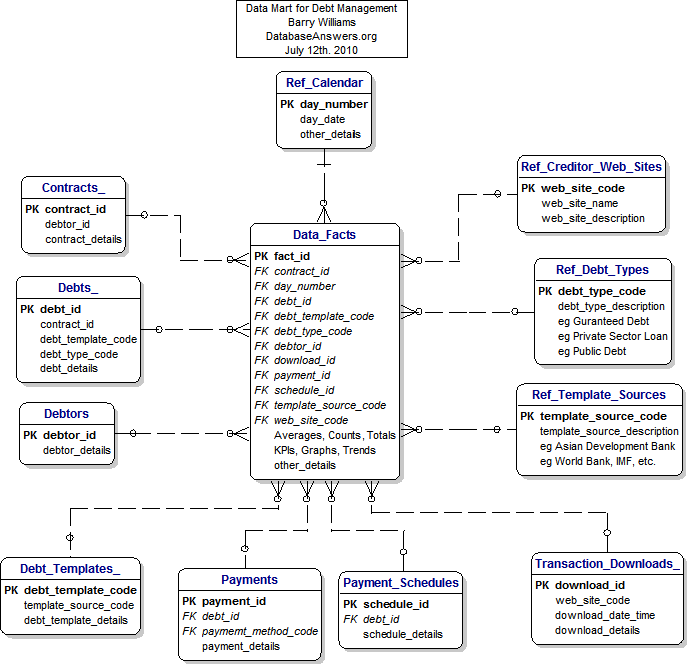 Data Mart for Debt Management
Barry Williams
DatabaseAnswers.org
July 12th. 2010
Ref_Calendar
PK day_number
day_date
other_details
Contracts_
PK contract_id
debtor_id
contract_details
Ref_Creditor_Web_Sites
PK web_site_code
web_site_name
web_site_description
Data_Facts
PK fact_id
FK contract_id
FK day_number
FK debt_id
FK debt_template_code
FK debt_type_code
FK debtor_id
FK download_id
FK payment_id
FK schedule_id
FK template_source_code
FK web_site_code
Averages, Counts, Totals
KPIs, Graphs, Trends
other_details
Debts_
PK debt_id
contract_id
debt_template_code
debt_type_code
debt_details
Ref_Debt_Types
PK debt_type_code
debt_type_description
eg Guranteed Debt
eg Private Sector Loan
eg Public Debt
Debtors
PK debtor_id
debtor_details
Ref_Template_Sources
PK template_source_code
template_source_description
eg Asian Development Bank
eg World Bank, IMF, etc.
Debt_Templates_
PK debt_template_code
template_source_code
debt_template_details
Payments
PK payment_id
FK debt_id
FK paymemt_method_code
payment_details
Payment_Schedules
PK schedule_id
FK debt_id
schedule_details
Transaction_Downloads_
PK download_id
web_site_code
download_date_time
download_details